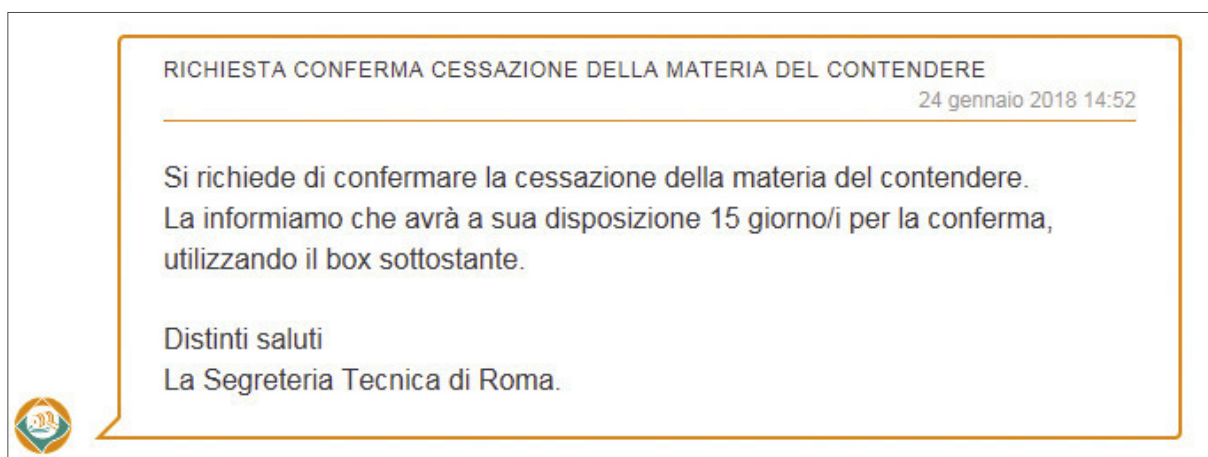 RICHIESTA CONFERMA CESSAZIONE DELLA MATERIA DEL CONTENDERE
24 gennaio 2018 14:52
Si richiede di confermare la cessazione della materia del contendere.
La informiamo che avrà a sua disposizione 15 giorno/i per la conferma,
utilizzando il box sottostante.
Distinti saluti
La Segreteria Tecnica di Roma.